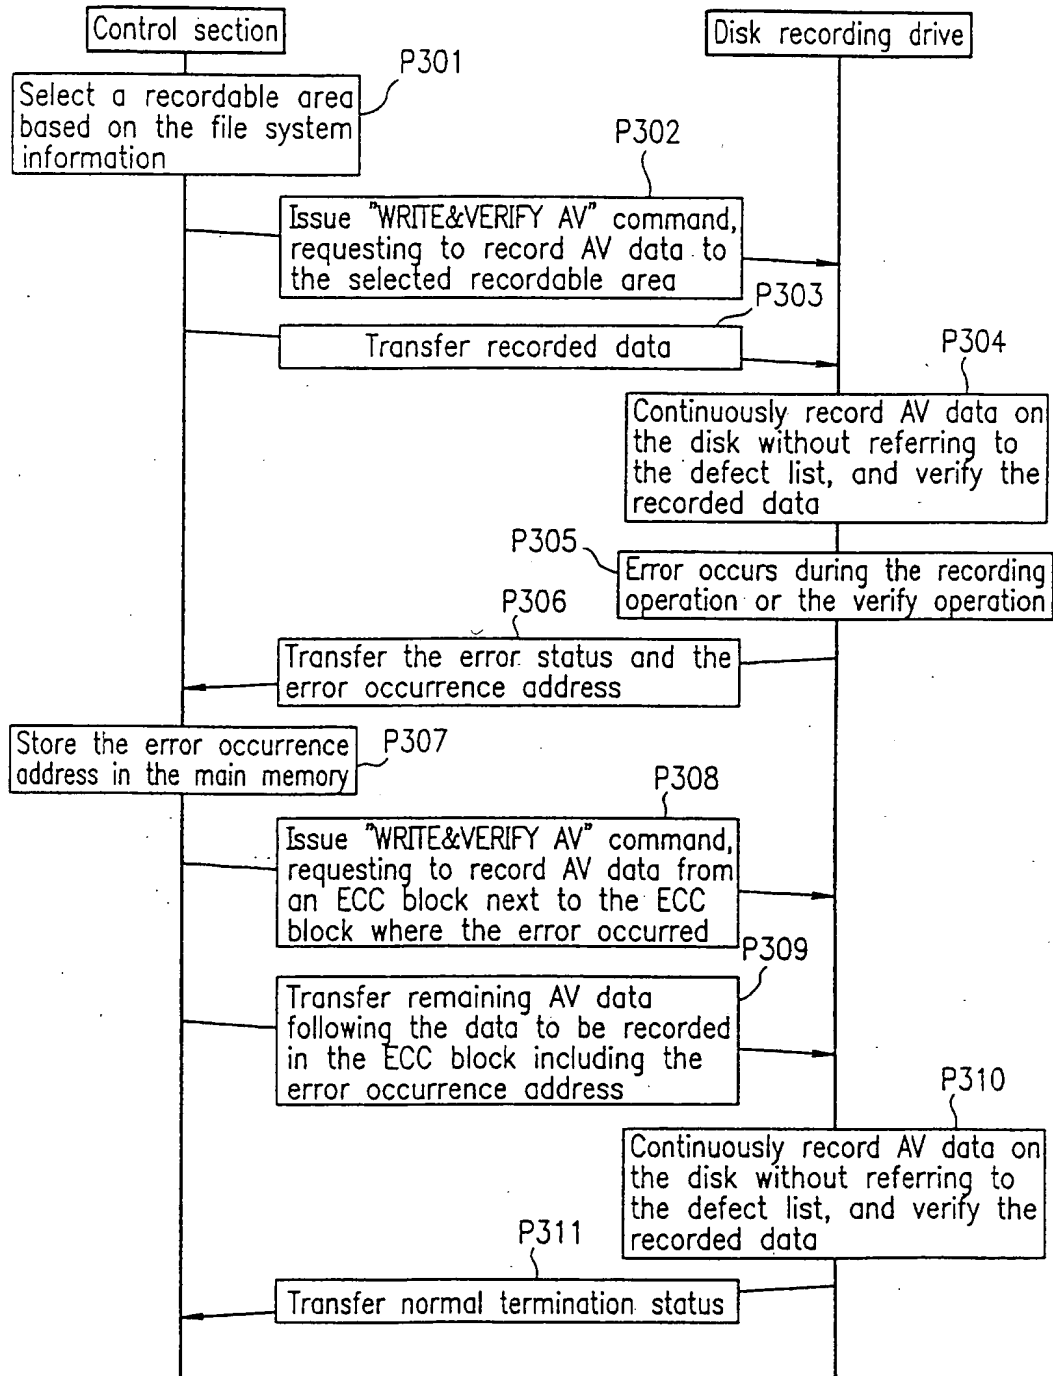 Control section
Disk recording drive
P301
Select a recordable area
based on the file system
information
P302
Issue "WRITE&VERIFY AV" command,
requesting to record AV data to
the selected recordable area
P303
Transfer recorded data
P304
Continuously record AV data on
the disk without referring to
the defect list, and verify the
recorded data
P305
Error occurs during the recording
operation or the verify operation
P306
Transfer the error status and the
error occurrence address
Store the error occurrence
address in the main memory
P307
P308
Issue "WRITE&VERIFY AV" command,
requesting to record AV data from
an ECC block next to the ECC
block where the error occurred
P309
Transfer remaining AV data
following the data to be recorded
in the ECC block including the
error occurrence address
P310
Continuously record AV data on
the disk without referring to
the defect list, and verify the
recorded data
P311
Transfer normal termination status